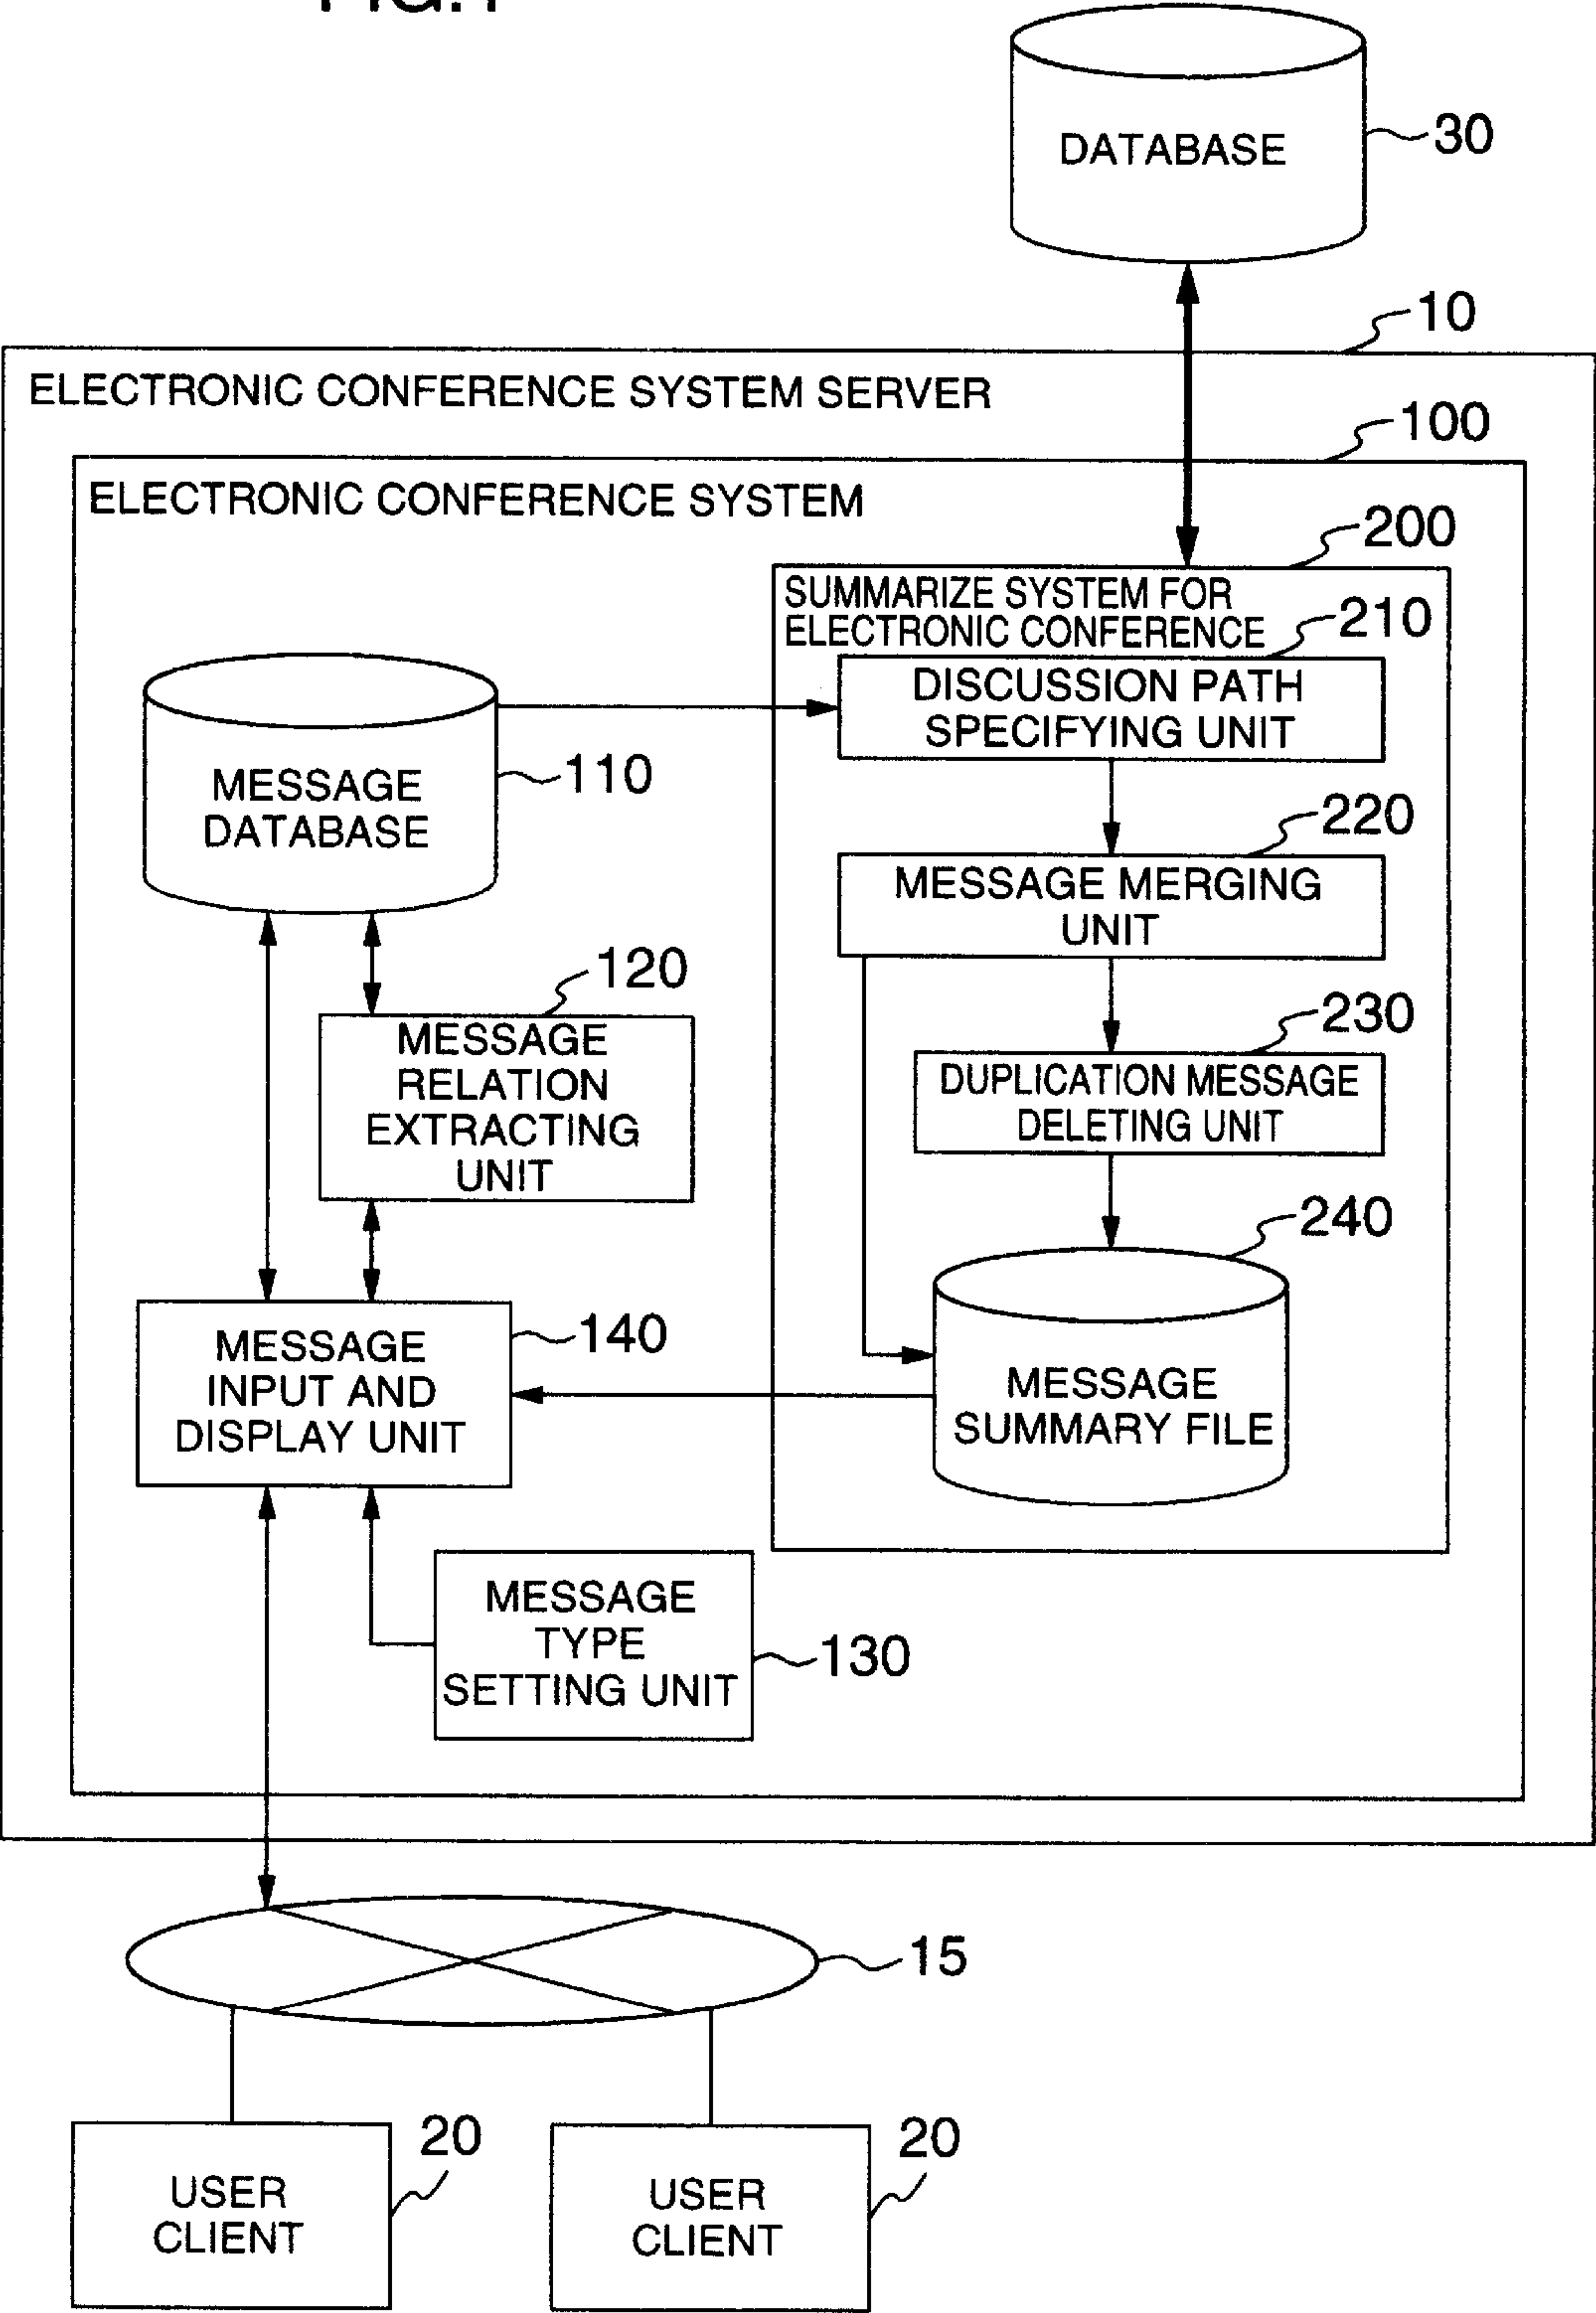 FIG.1
DATABASE
30
10
ELECTRONIC CONFERENCE SYSTEM SERVER
100
ELECTRONIC CONFERENCE SYSTEM
200
SUMMARIZE SYSTEM FOR
ELECTRONIC CONFERENCE
210
DISCUSSION PATH
SPECIFYING UNIT
MESSAGE
DATABASE
110
220
MESSAGE MERGING
UNIT
120
MESSAGE
RELATION
EXTRACTING
UNIT
230
DUPLICATION MESSAGE
DELETING UNIT
240
MESSAGE
SUMMARY FILE
140
MESSAGE
INPUT AND
DISPLAY UNIT
MESSAGE
TYPE
SETTING UNIT
130
15
20
USER
CLIENT
20
USER
CLIENT